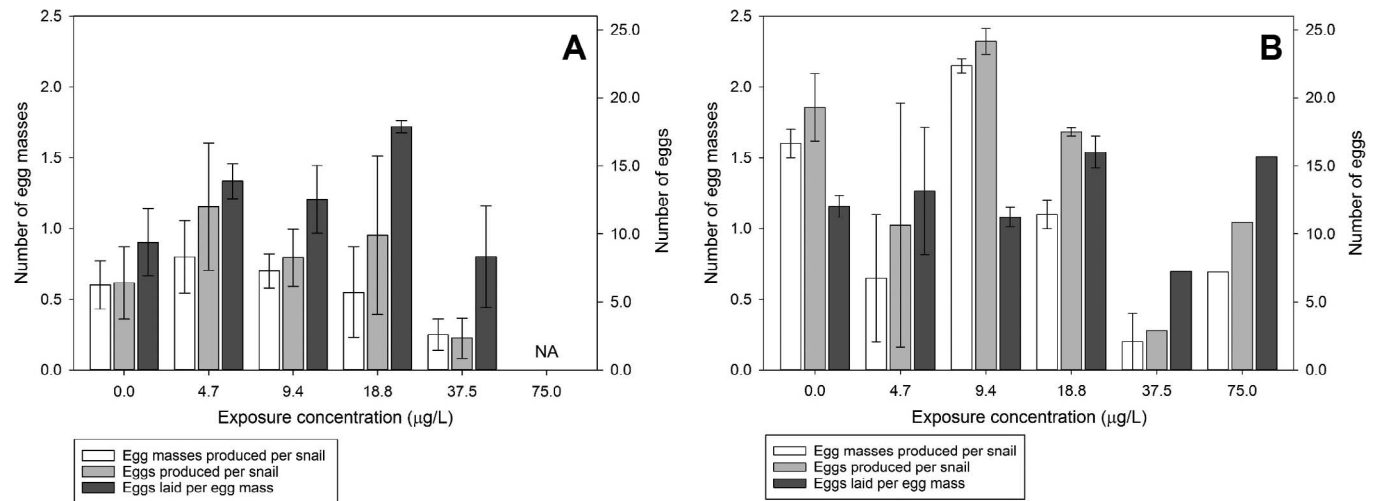 A
Number of egg masses
2.5
2.0
1.5
1.0
0.5
0.0
25.0
20.0
15.0
10.0
5.0
0.0
Number of eggs
NA
0.0 4.7 9.4 18.8 37.5 75.0
Exposure concentration (µg/L)
Egg masses produced per snail
Eggs produced per snail
Eggs laid per egg mass
B
Number of egg masses
2.5
2.0
1.5
1.0
0.5
0.0
25.0
20.0
15.0
10.0
5.0
0.0
Number of eggs
0.0 4.7 9.4 18.8 37.5 75.0
Exposure concentration (µg/L)
Egg masses produced per snail
Eggs produced per snail
Eggs laid per egg mass